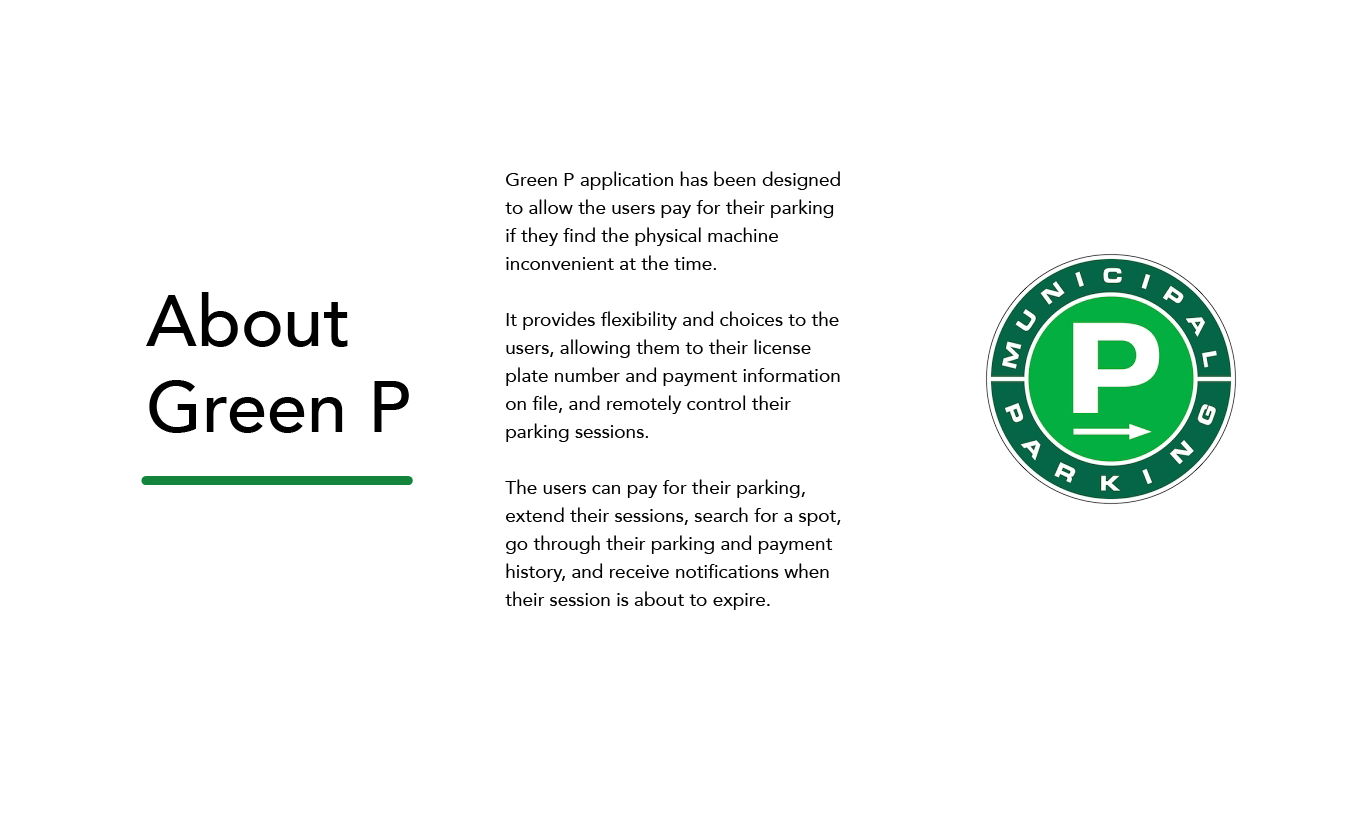 About
Green P
Green P application has been designed
to allow the users pay for their parking
if they find the physical machine
inconvenient at the time.
It provides flexibility and choices to the
users, allowing them to their license
plate number and payment information
on file, and remotely control their
parking sessions.
The users can pay for their parking,
extend their sessions, search for a spot,
go through their parking and payment
history, and receive notifications when
their session is about to expire.
MUNICIPAL
P
PARKING